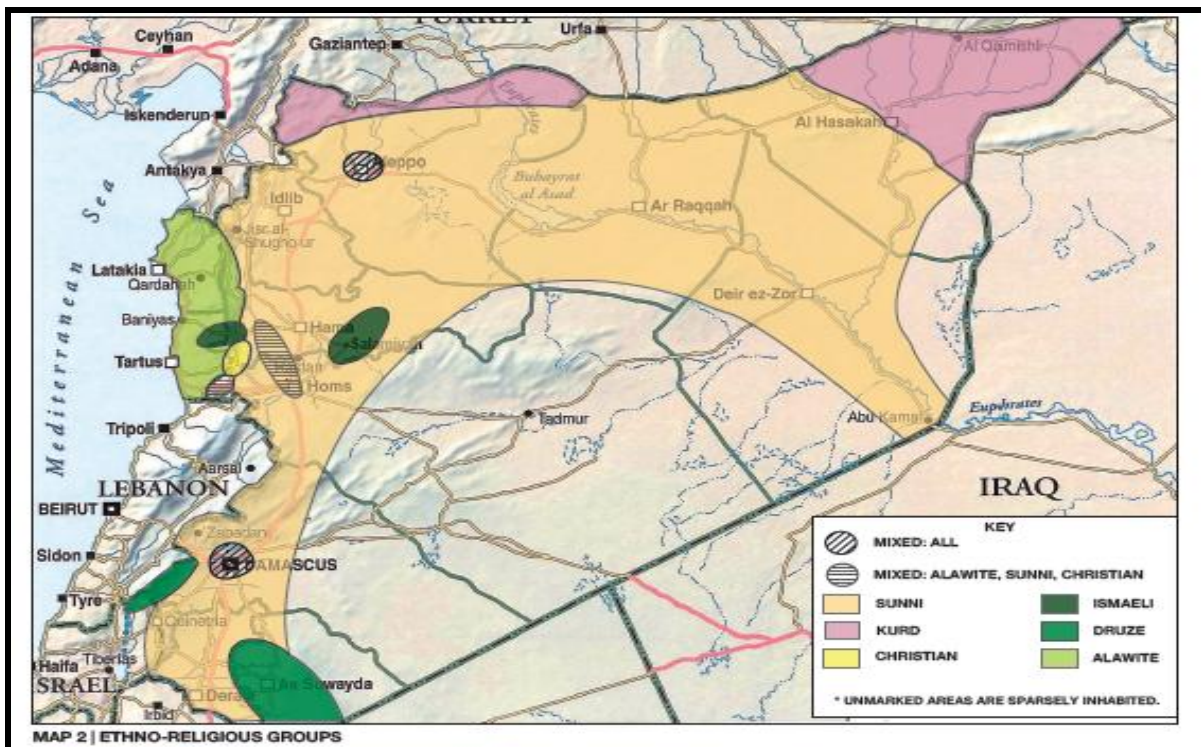 TURKEY
Ceyhan
Adana
Gaziantep
Urfa
Al Qamishli
Iskenderun
Euphrates
Al Hasakah
Antakya
Aleppo
Buhayrat
al Asad
Idlib
Ar Raqqah
Jisr al-
Shughour
Mediterranean Sea
Latakia
Qardahah
Deir ez-Zor
Baniyas
Hama
Salamiyah
Tartus
Homs
Tadmur
Abu Kamal
Euphrates
Tripoli
Aarsal
LEBANON
IRAQ
BEIRUT
Zabadani
Sidon
DAMASCUS
Tyre
Quneitra
Haifa
Tiberias
ISRAEL
As Suwayda
Deraa
Irbid
KEY
MIXED: ALL
MIXED: ALAWITE, SUNNI, CHRISTIAN
SUNNI
ISMAELI
KURD
DRUZE
CHRISTIAN
ALAWITE
* UNMARKED AREAS ARE SPARSELY INHABITED.
MAP 2 | ETHNO-RELIGIOUS GROUPS